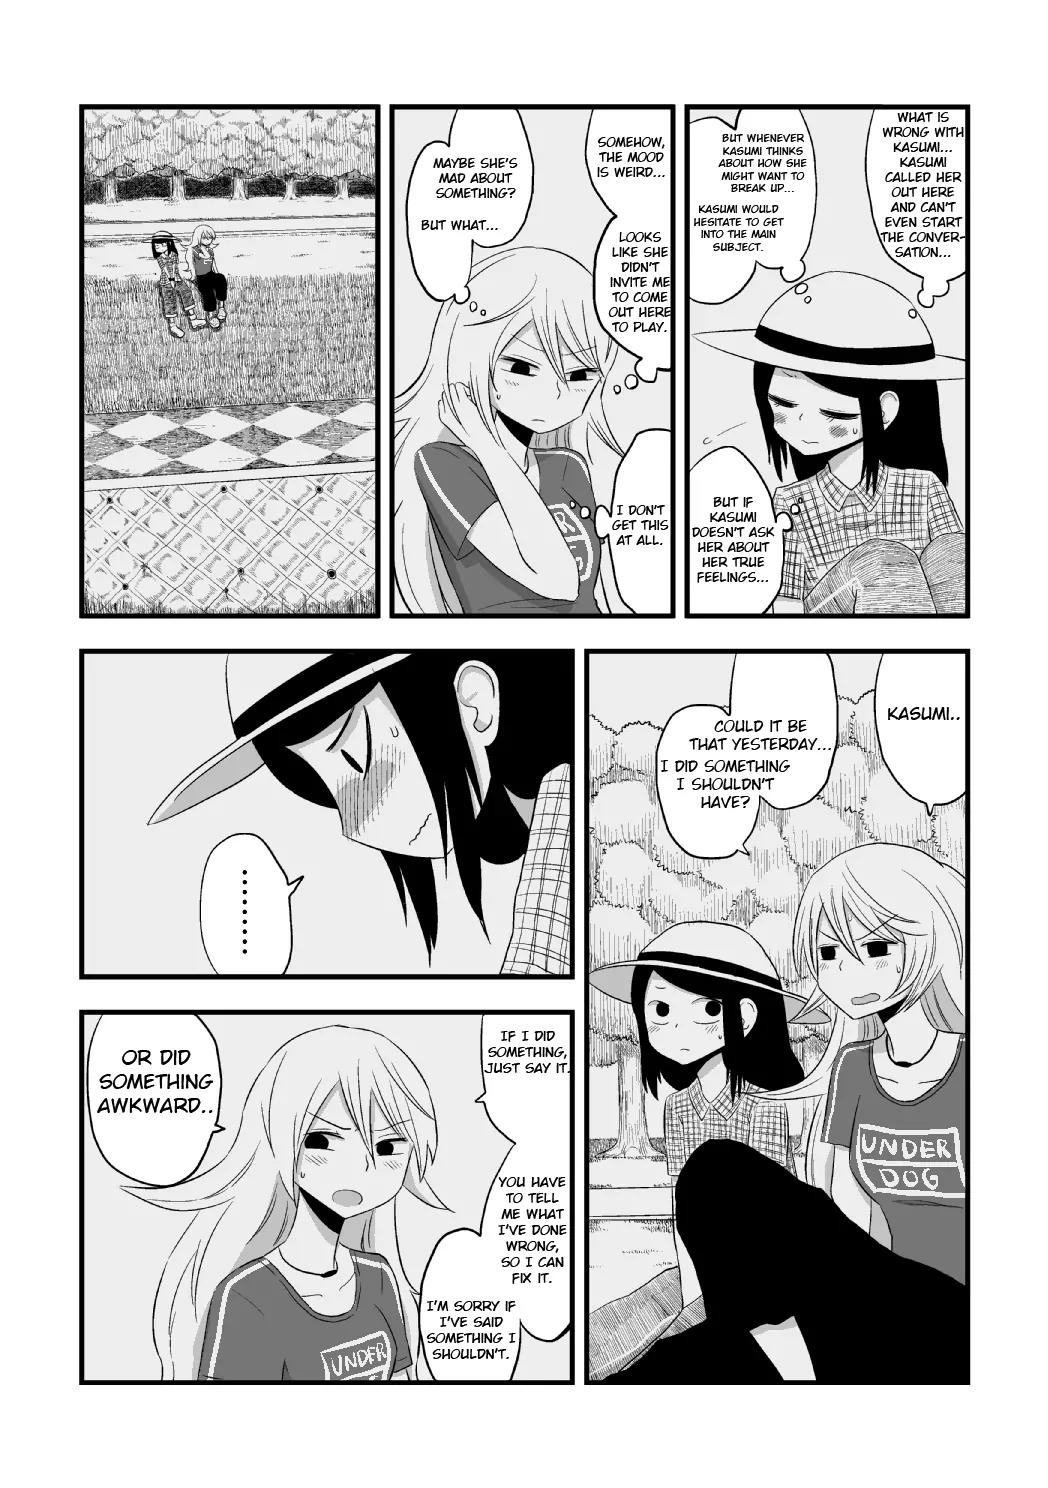 WHAT IS
WRONG WITH
KASUMI...
KASUMI
CALLED HER
OUT HERE
AND CAN'T
EVEN START
THE CONVER-
SATION...
BUT WHENEVER
KASUMI THINKS
ABOUT HOW SHE
MIGHT WANT TO
BREAK UP...
KASUMI WOULD
HESITATE TO GET
INTO THE MAIN
SUBJECT.
BUT IF
KASUMI
DOESN'T ASK
HER ABOUT
HER TRUE
FEELINGS...
SOMEHOW,
THE MOOD
IS WEIRD...
LOOKS
LIKE SHE
DIDN'T
INVITE ME
TO COME
OUT HERE
TO PLAY.
MAYBE SHE'S
MAD ABOUT
SOMETHING?
BUT WHAT...
I DON'T
GET THIS
AT ALL.
UNDER
DOG
KASUMI..
COULD IT BE
THAT YESTERDAY...
I DID SOMETHING
I SHOULDN'T
HAVE?
UNDER
DOG
.........
IF I DID
SOMETHING,
JUST SAY IT.
YOU HAVE
TO TELL
ME WHAT
I'VE DONE
WRONG,
SO I CAN
FIX IT.
I'M SORRY IF
I'VE SAID
SOMETHING I
SHOULDN'T.
OR DID
SOMETHING
AWKWARD..
UNDER